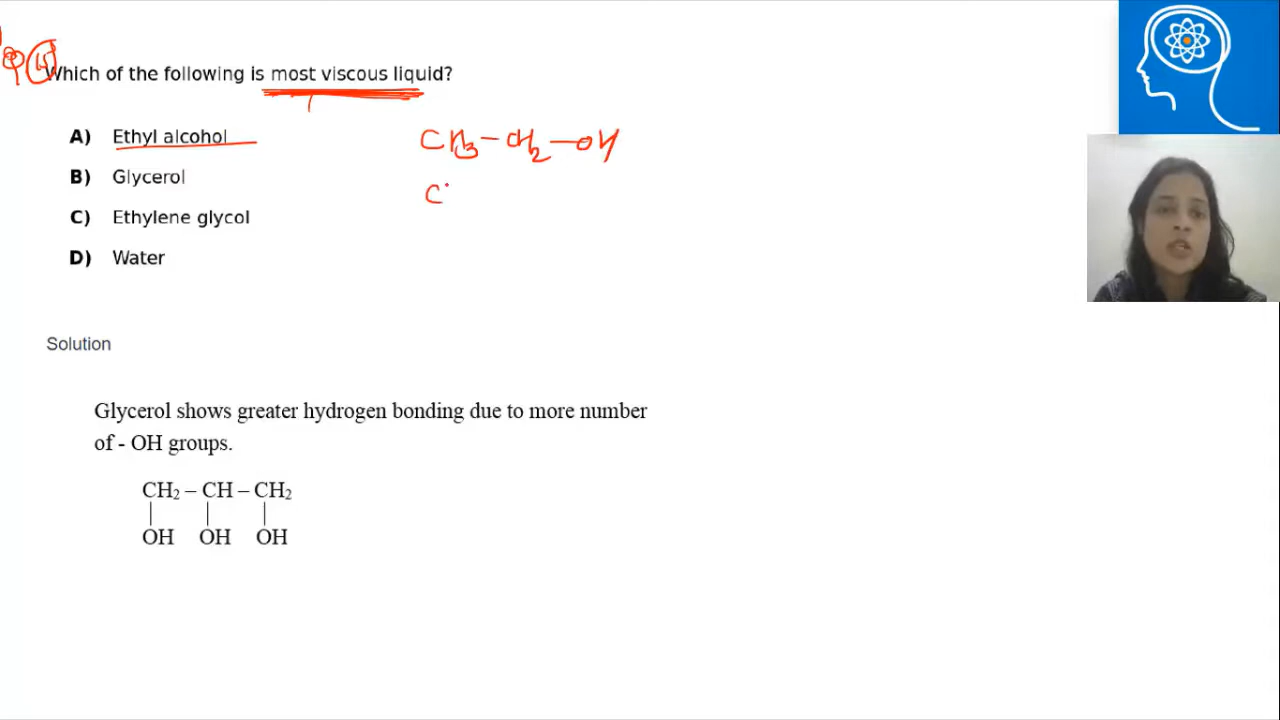 Q 4
Which of the following is most viscous liquid?
A) Ethyl alcohol
CH3-CH2-OH
B) Glycerol
C
C) Ethylene glycol
D) Water
Solution
Glycerol shows greater hydrogen bonding due to more number
of - OH groups.
CH₂ – CH – CH₂
| | |
OH OH OH